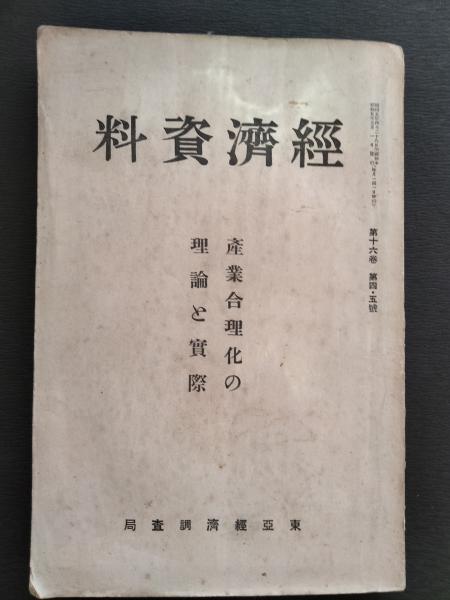 經濟資料
第十六卷 第四・五號
產業合理化の
理論と實際
東亞經濟調査局